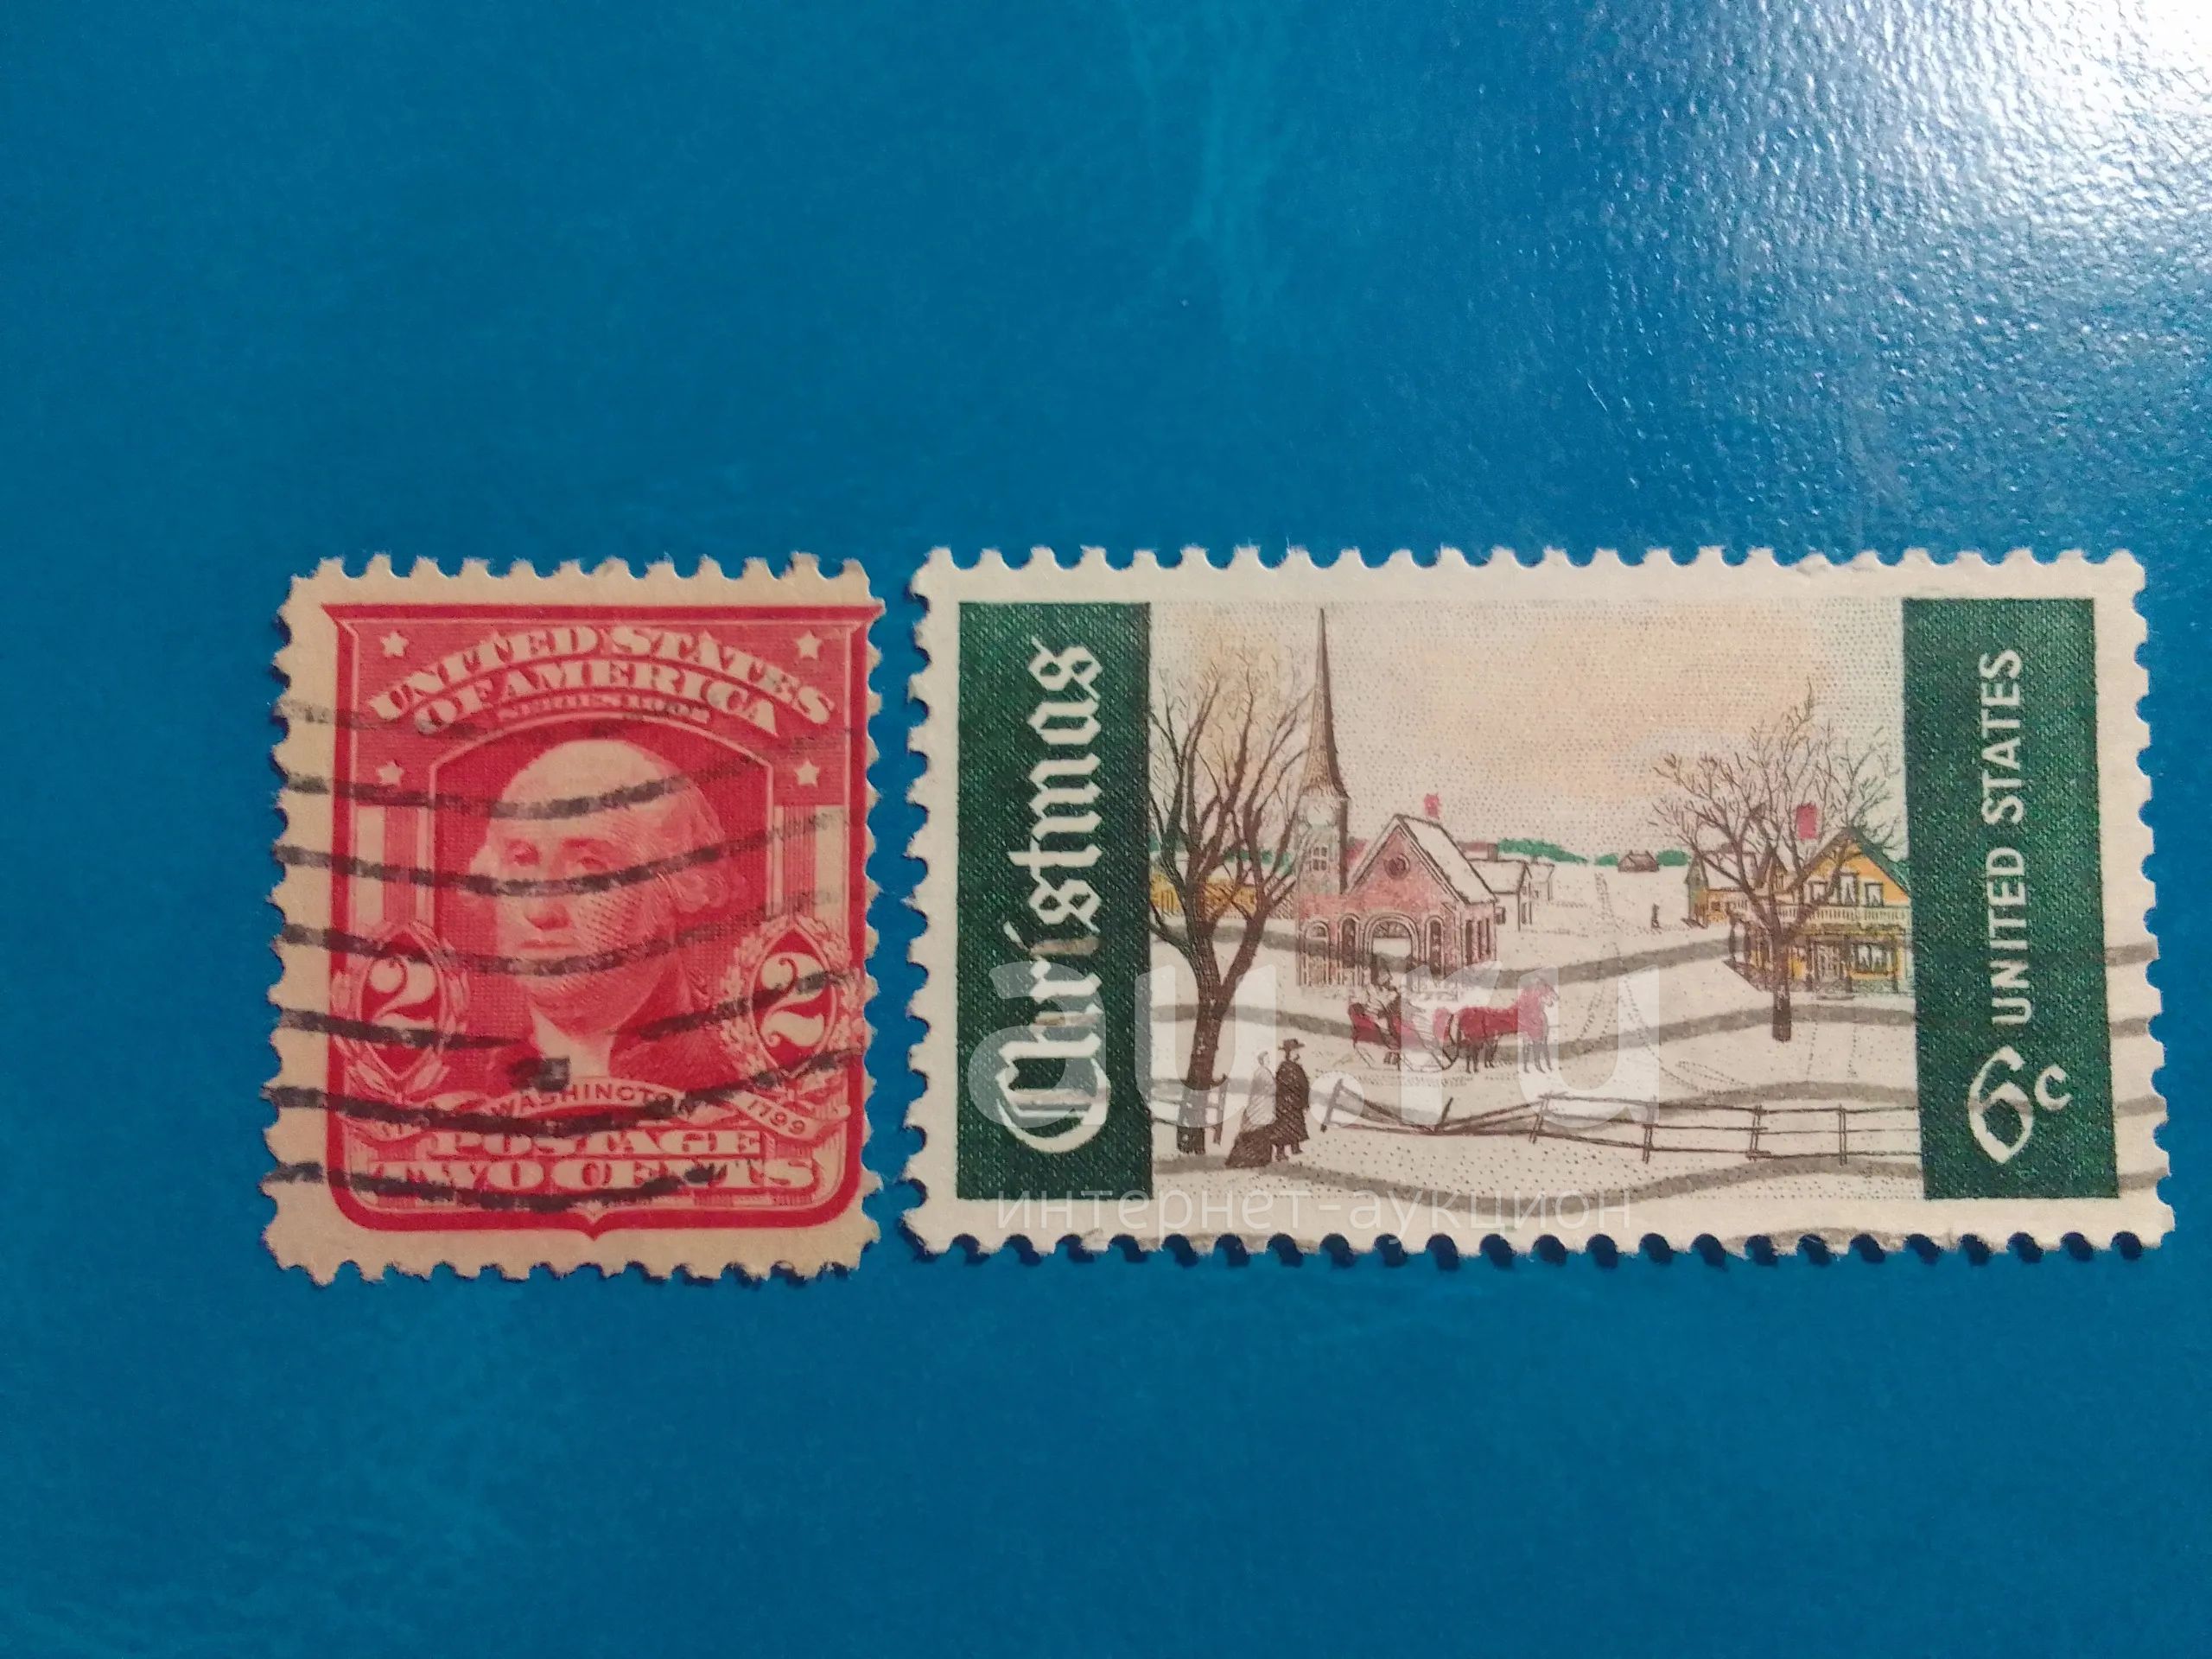 UNITED STATES
OF AMERICA
SERIES 1902
2 2
WASHINGTON
1799
POSTAGE
TWO CENTS
Christmas
6c UNITED STATES
au.ru
интернет-аукцион